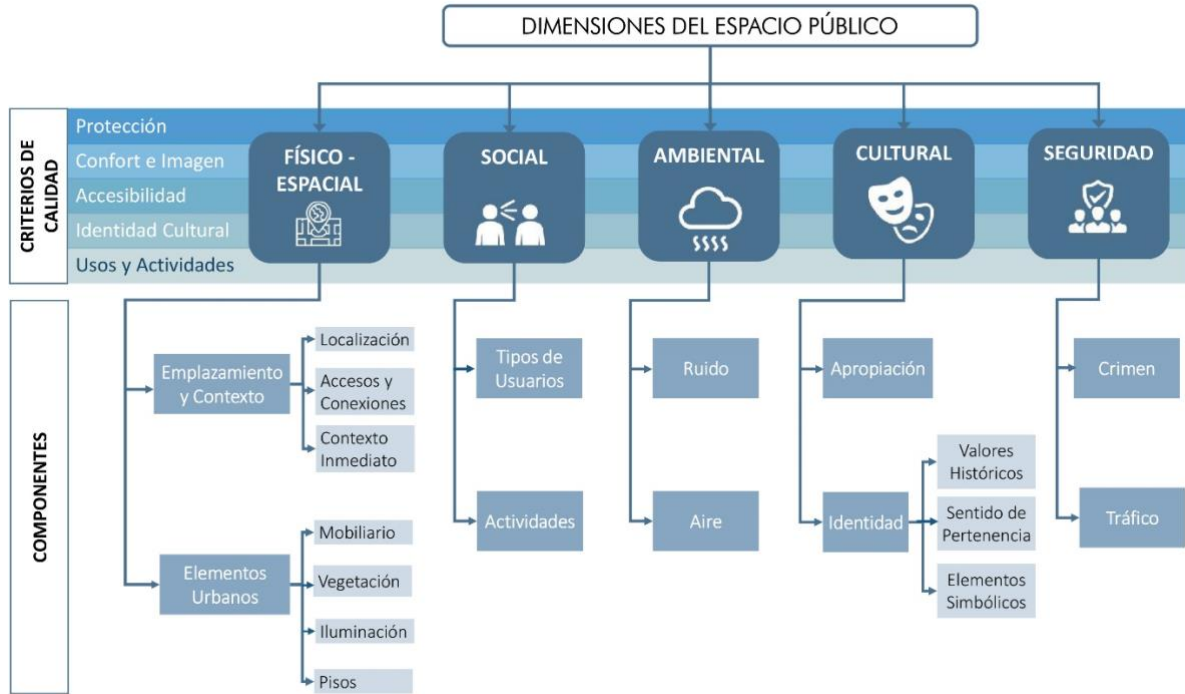 DIMENSIONES DEL ESPACIO PÚBLICO
CRITERIOS DE
CALIDAD
Protección
Confort e Imagen
Accesibilidad
Identidad Cultural
Usos y Actividades
FÍSICO -
ESPACIAL
SOCIAL
AMBIENTAL
CULTURAL
SEGURIDAD
COMPONENTES
Emplazamiento
y Contexto
Localización
Accesos y
Conexiones
Contexto
Inmediato
Elementos
Urbanos
Mobiliario
Vegetación
Iluminación
Pisos
Tipos de
Usuarios
Actividades
Ruido
Aire
Apropiación
Identidad
Valores
Históricos
Sentido de
Pertenencia
Elementos
Simbólicos
Crimen
Tráfico